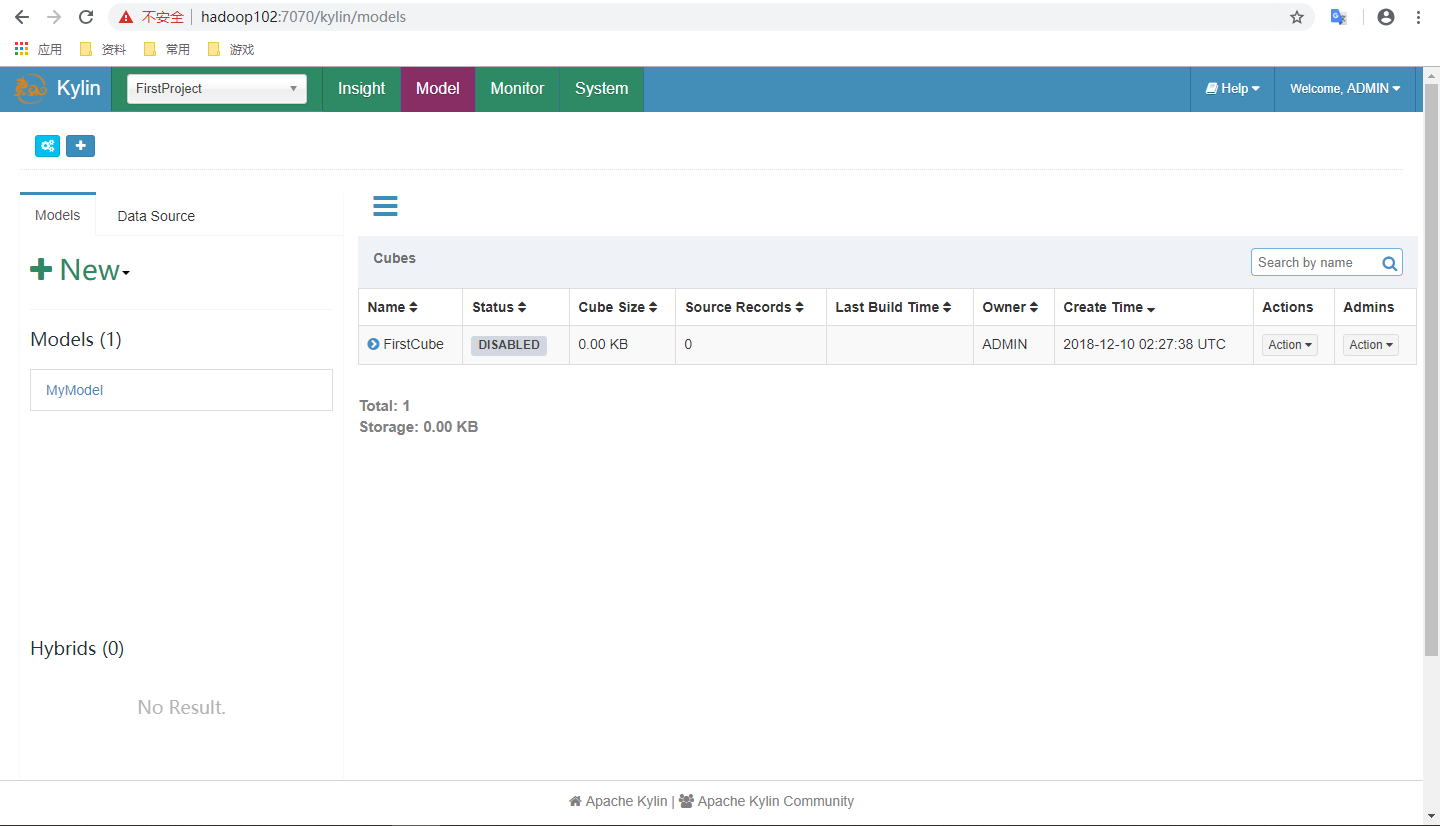 不安全 hadoop102:7070/kylin/models
应用 资料 常用 游戏
Kylin FirstProject Insight Model Monitor System Help Welcome, ADMIN
Models Data Source
New
Models (1)
MyModel
Hybrids (0)
No Result.
Cubes Search by name
Name Status Cube Size Source Records Last Build Time Owner Create Time Actions Admins
FirstCube DISABLED 0.00 KB 0 ADMIN 2018-12-10 02:27:38 UTC Action Action
Total: 1
Storage: 0.00 KB
Apache Kylin | Apache Kylin Community